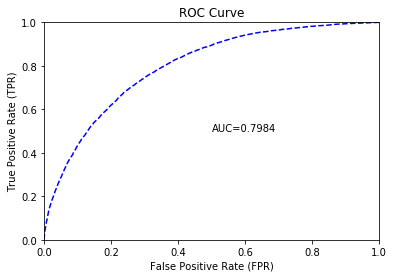 ROC Curve
1.0
0.8
0.6
0.4
0.2
0.0
True Positive Rate (TPR)
AUC=0.7984
0.0 0.2 0.4 0.6 0.8 1.0
False Positive Rate (FPR)